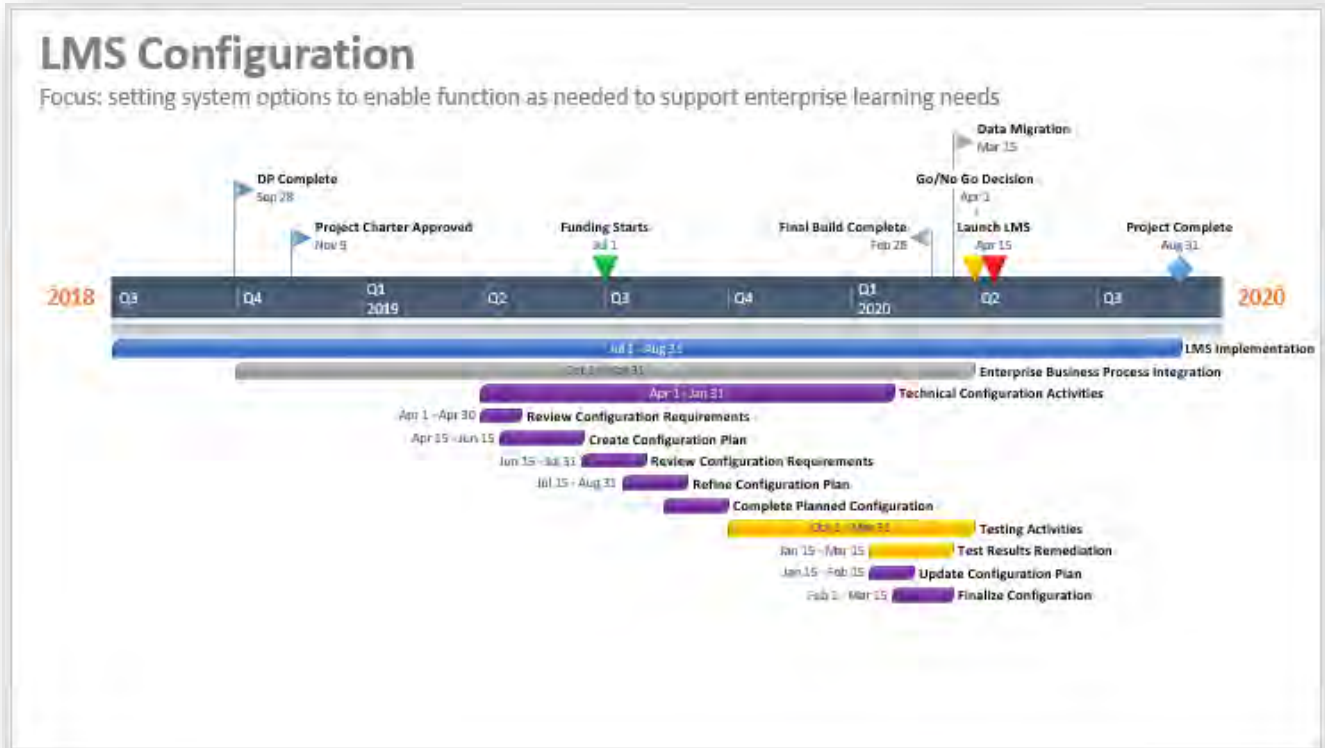 LMS Configuration
Focus: setting system options to enable function as needed to support enterprise learning needs
Data Migration
Mar 15
DP Complete
Sep 28
Go/No Go Decision
Apr 1
Project Charter Approved
Nov 9
Funding Starts
Jul 1
Final Build Complete
Feb 28
Launch LMS
Apr 15
Project Complete
Aug 31
2018
Q3
Q4
Q1
2019
Q2
Q3
Q4
Q1
2020
Q2
Q3
2020
Jul 1 - Aug 31
LMS Implementation
Enterprise Business Process Integration
Apr 1 - Jan 31
Technical Configuration Activities
Apr 1 - Apr 30
Review Configuration Requirements
Apr 15 - Jun 15
Create Configuration Plan
Jun 15 - Jul 31
Review Configuration Requirements
Jul 15 - Aug 31
Refine Configuration Plan
Complete Planned Configuration
Oct 1 - Mar 31
Testing Activities
Jan 15 - Mar 15
Test Results Remediation
Jan 15 - Feb 15
Update Configuration Plan
Feb 1 - Mar 15
Finalize Configuration